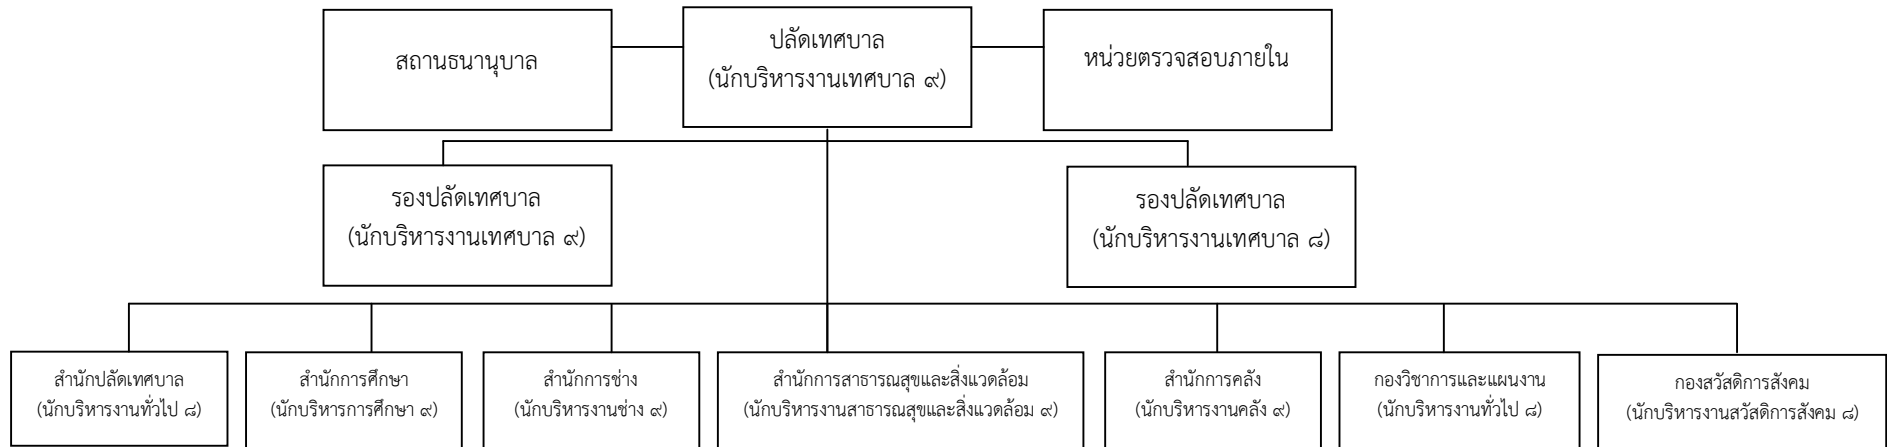 สถานธนานุบาล
ปลัดเทศบาล
(นักบริหารงานเทศบาล ๙)
หน่วยตรวจสอบภายใน
รองปลัดเทศบาล
(นักบริหารงานเทศบาล ๙)
รองปลัดเทศบาล
(นักบริหารงานเทศบาล ๘)
สำนักปลัดเทศบาล
(นักบริหารงานทั่วไป ๘)
สำนักการศึกษา
(นักบริหารการศึกษา ๙)
สำนักการช่าง
(นักบริหารงานช่าง ๙)
สำนักการสาธารณสุขและสิ่งแวดล้อม
(นักบริหารงานสาธารณสุขและสิ่งแวดล้อม ๙)
สำนักการคลัง
(นักบริหารงานคลัง ๙)
กองวิชาการและแผนงาน
(นักบริหารงานทั่วไป ๘)
กองสวัสดิการสังคม
(นักบริหารงานสวัสดิการสังคม ๘)